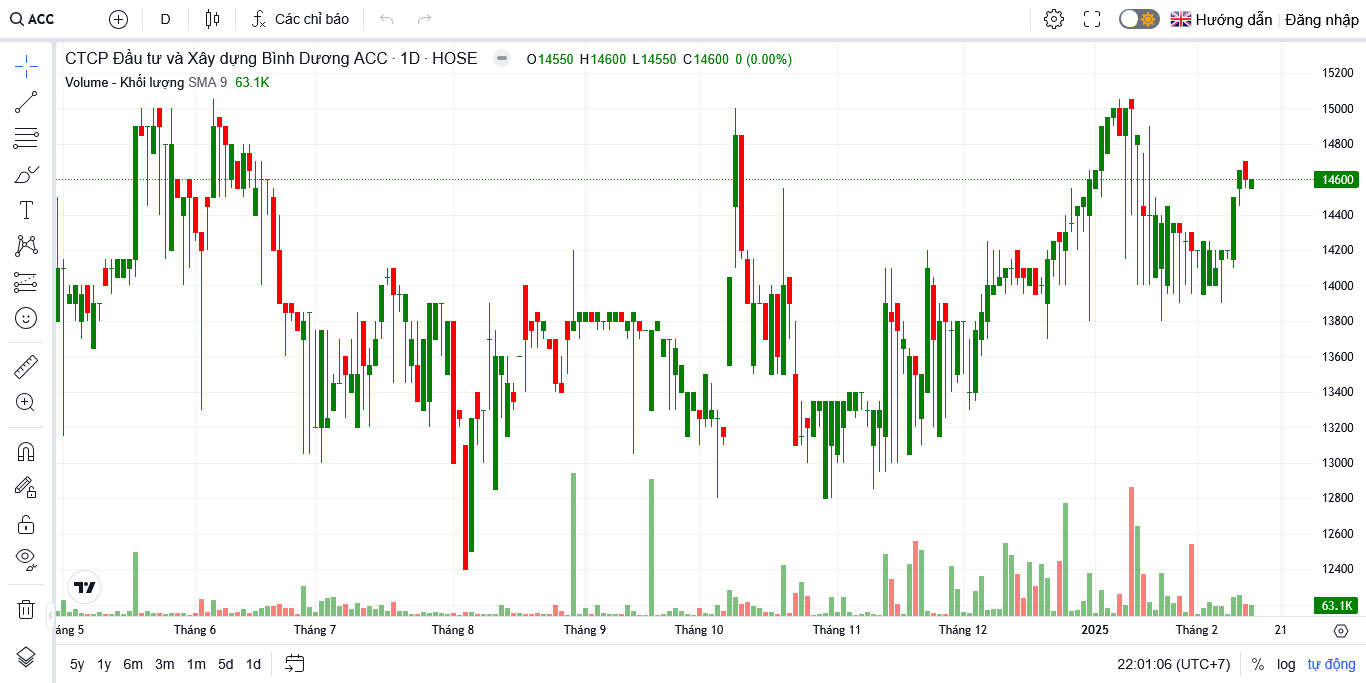 ACC D Các chỉ báo Hướng dẫn Đăng nhập
CTCP Đầu tư và Xây dựng Bình Dương ACC · 1D · HOSE O14550 H14600 L14550 C14600 0 (0.00%)
Volume - Khối lượng SMA 9 63.1K
15200
15000
14800
14600
14400
14200
14000
13800
13600
13400
13200
13000
12800
12600
12400
63.1K
áng 5 Tháng 6 Tháng 7 Tháng 8 Tháng 9 Tháng 10 Tháng 11 Tháng 12 2025 Tháng 2 21
5y 1y 6m 3m 1m 5d 1d 22:01:06 (UTC+7) % log tự động